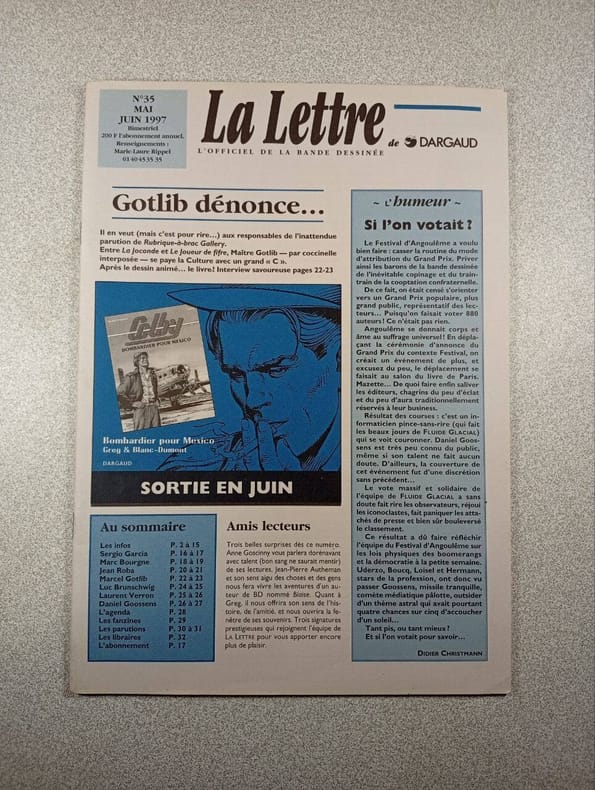 N°35
MAI
JUIN 1997
Bimestriel
200 F l'abonnement annuel.
Renseignements :
Marie-Laure Rippel
01 40 45 35 35
La Lettre
de DARGAUD
L'OFFICIEL DE LA BANDE DESSINÉE
Gotlib dénonce...
Il en veut (mais c'est pour rire...) aux responsables de l'inattendue
parution de Rubrique-à-brac Gallery.
Entre La Joconde et Le Joueur de fifre, Maître Gotlib — par coccinelle
interposée — se paye la Culture avec un grand « C ».
Après le dessin animé... le livre! Interview savoureuse pages 22-23
Colby
BOMBARDIER POUR MEXICO
Bombardier pour Mexico
Greg & Blanc-Dumont
DARGAUD
SORTIE EN JUIN
Au sommaire
Les infos P. 2 à 15
Sergio Garcia P. 16 à 17
Marc Bourgne P. 18 à 19
Jean Roba P. 20 à 21
Marcel Gotlib P. 22 à 23
Luc Brunschwig P. 24 à 25
Laurent Verron P. 25 à 26
Daniel Goossens P. 26 à 27
L'agenda P. 28
Les fanzines P. 29
Les parutions P. 30 à 31
Les libraires P. 32
L'abonnement P. 17
Amis lecteurs
Trois belles surprises dès ce numéro.
Anne Goscinny vous parlera dorénavant
avec talent (bon sang ne saurait mentir)
de ses lectures. Jean-Pierre Autheman
et son sens aigu des choses et des gens
nous fera vivre les aventures d'un au-
teur de BD nommé Blaise. Quant à
Greg, il nous offrira son sens de l'his-
toire, de l'amitié, et nous ouvrira la fe-
nêtre de ses souvenirs. Trois signatures
prestigieuses qui rejoignent l'équipe de
LA LETTRE pour vous apporter encore
plus de plaisir.
~ l'humeur ~
Si l'on votait ?
Le Festival d'Angoulême a voulu
bien faire : casser la routine du mode
d'attribution du Grand Prix. Priver
ainsi les barons de la bande dessinée
de l'inévitable copinage et du train-
train de la cooptation confraternelle.
De ce fait, on était censé s'orienter
vers un Grand Prix populaire, plus
grand public, représentatif des lec-
teurs... Puisqu'on faisait voter 880
auteurs ! Ce n'était pas rien.
Angoulême se donnait corps et
âme au suffrage universel ! En dépla-
çant la cérémonie d'annonce du
Grand Prix du contexte Festival, on
créait un événement de plus, et
excusez du peu, le déplacement se
faisait au salon du livre de Paris.
Mazette... De quoi faire enfin saliver
les éditeurs, chagrins du peu d'éclat
et du peu d'aura traditionnellement
réservés à leur business.
Résultat des courses : c'est un in-
formaticien pince-sans-rire (qui fait
les beaux jours de FLUIDE GLACIAL)
qui se voit couronner. Daniel Goos-
sens est très peu connu du public,
même si son talent ne fait aucun
doute. D'ailleurs, la couverture de
cet événement fut d'une discrétion
sans précédent...
Le vote massif et solidaire de
l'équipe de FLUIDE GLACIAL a sans
doute fait rire les observateurs, réjoui
les iconoclastes, fait paniquer les atta-
chés de presse et bien sûr bouleversé
le classement.
Ce résultat a dû faire réfléchir
l'équipe du Festival d'Angoulême sur
les lois physiques des boomerangs
et la démocratie à la petite semaine.
Uderzo, Boucq, Loisel et Hermann,
stars de la profession, ont donc vu
passer Goossens, missile tranquille,
comète médiatique pâlotte, outsider
d'un thème astral qui avait pourtant
quatre chances sur cinq d'accoucher
d'un soleil...
Tant pis, ou tant mieux ?
Et si l'on votait pour savoir...
DIDIER CHRISTMANN